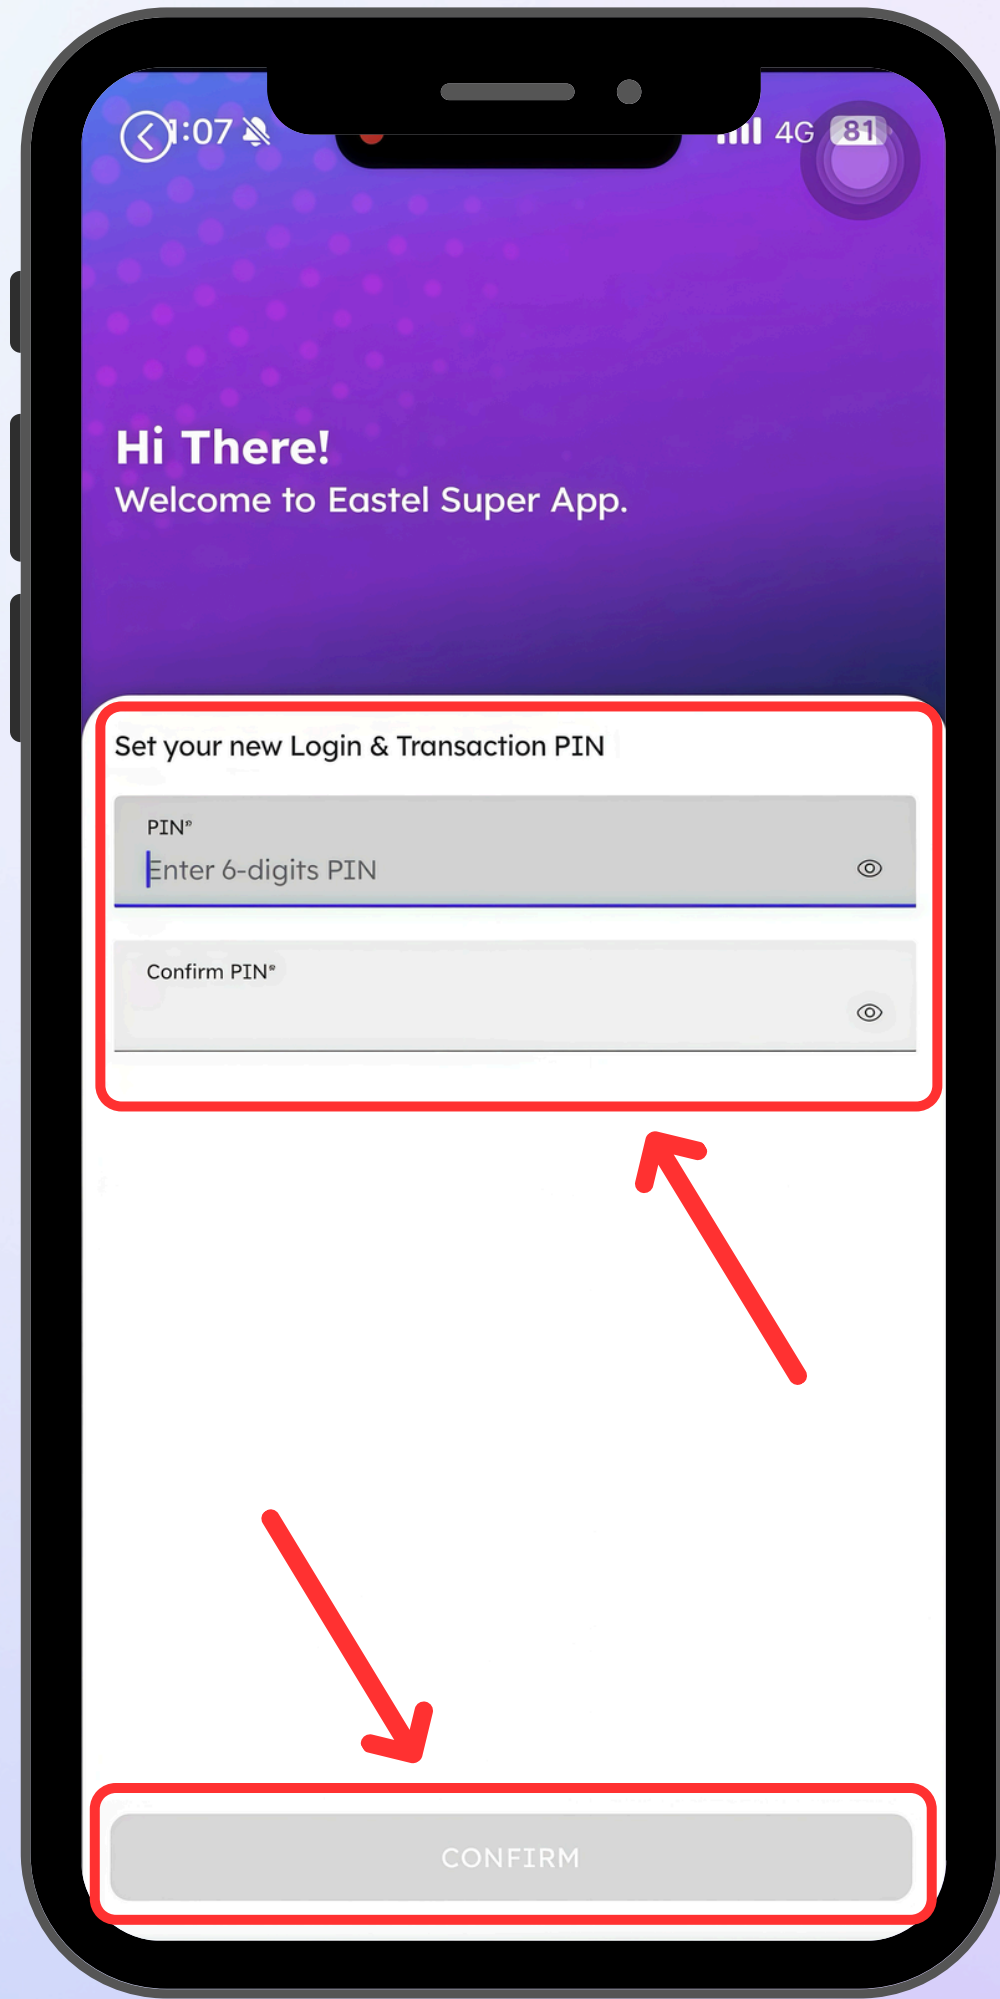 1:07
4G 81
Hi There!
Welcome to Eastel Super App.
Set your new Login & Transaction PIN
PIN*
Enter 6-digits PIN
Confirm PIN*
CONFIRM